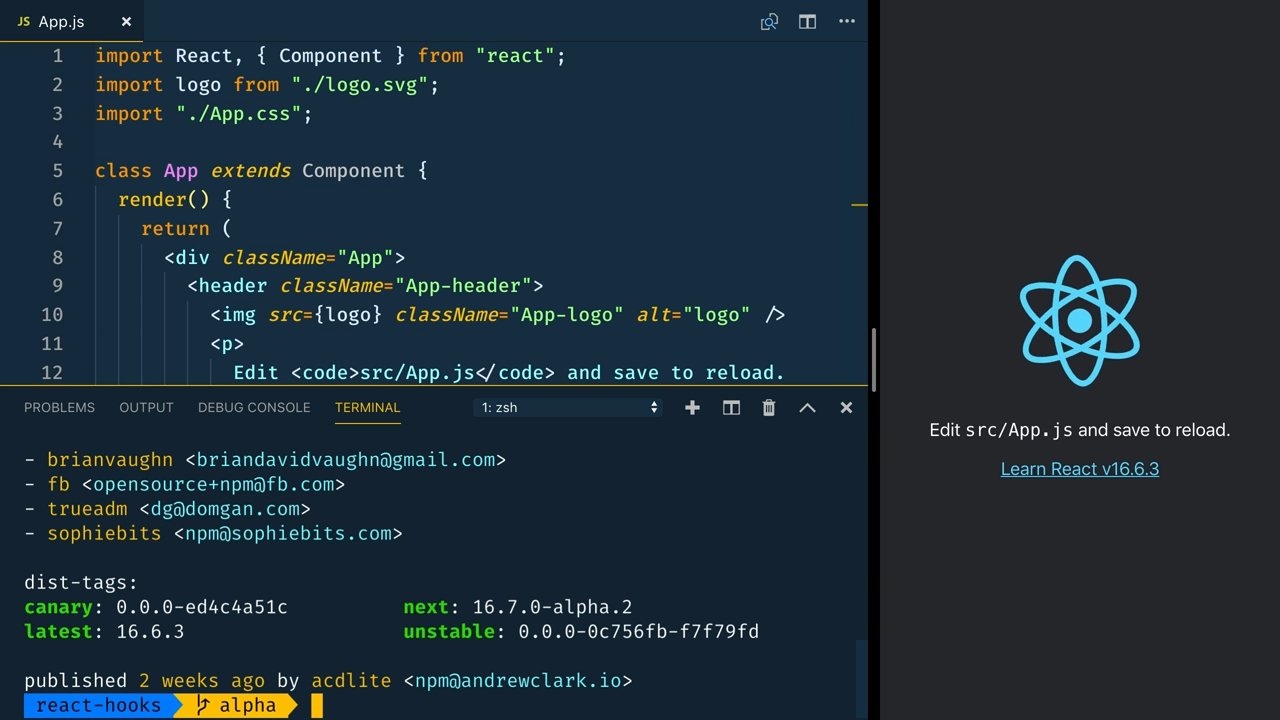 JS App.js ×
1 import React, { Component } from "react";
2 import logo from "./logo.svg";
3 import "./App.css";
4
5 class App extends Component {
6 render() {
7 return (
8 <div className="App">
9 <header className="App-header">
10 <img src={logo} className="App-logo" alt="logo" />
11 <p>
12 Edit <code>src/App.js</code> and save to reload.
PROBLEMS OUTPUT DEBUG CONSOLE TERMINAL 1: zsh
- brianvaughn <briandavidvaughn@gmail.com>
- fb <opensource+npm@fb.com>
- trueadm <dg@domgan.com>
- sophiebits <npm@sophiebits.com>
dist-tags:
canary: 0.0.0-ed4c4a51c next: 16.7.0-alpha.2
latest: 16.6.3 unstable: 0.0.0-0c756fb-f7f79fd
published 2 weeks ago by acdlite <npm@andrewclark.io>
react-hooks alpha
Edit src/App.js and save to reload.
Learn React v16.6.3